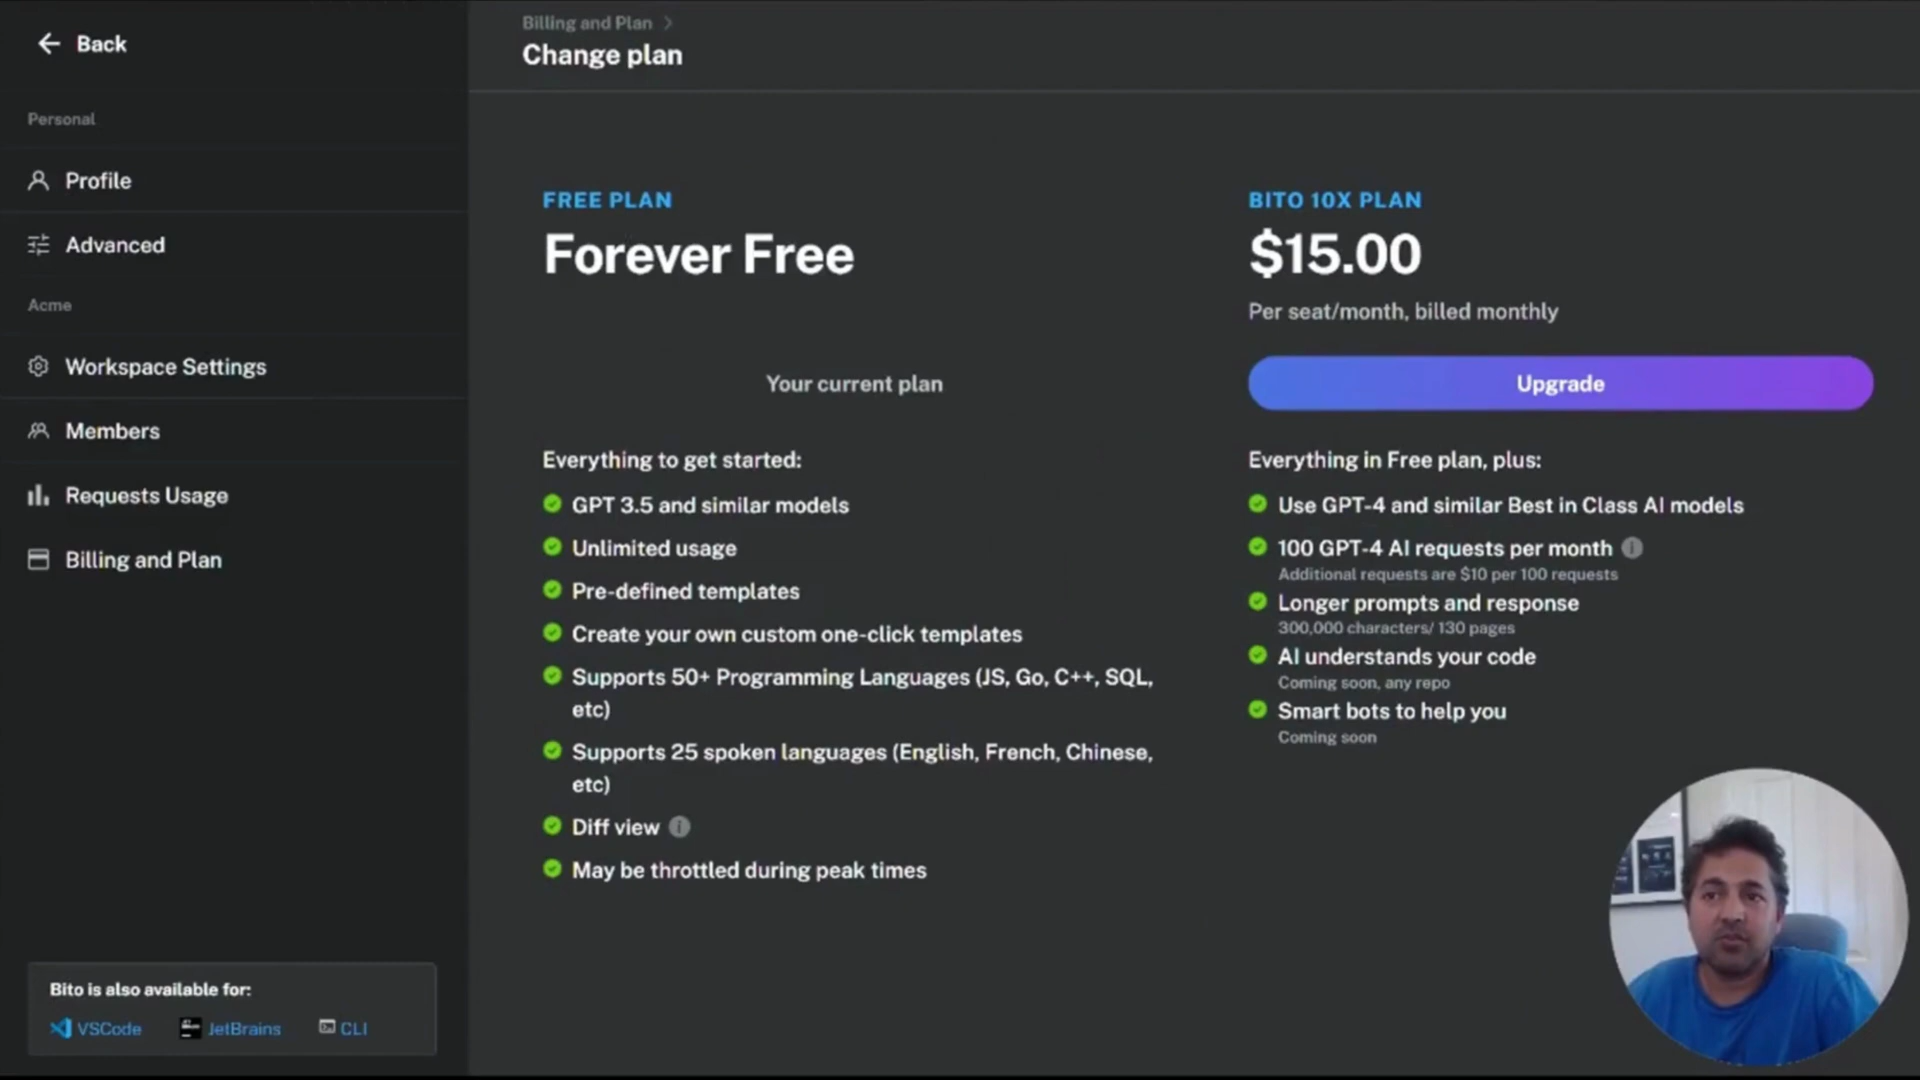 Back
Personal
Profile
Advanced
Acme
Workspace Settings
Members
Requests Usage
Billing and Plan
Bito is also available for:
VSCode JetBrains CLI
Billing and Plan
Change plan
FREE PLAN
Forever Free
Your current plan
Everything to get started:
GPT 3.5 and similar models
Unlimited usage
Pre-defined templates
Create your own custom one-click templates
Supports 50+ Programming Languages (JS, Go, C++, SQL,
etc)
Supports 25 spoken languages (English, French, Chinese,
etc)
Diff view
May be throttled during peak times
BITO 10X PLAN
$15.00
Per seat/month, billed monthly
Upgrade
Everything in Free plan, plus:
Use GPT-4 and similar Best in Class AI models
100 GPT-4 AI requests per month
Additional requests are $10 per 100 requests
Longer prompts and response
300,000 characters/ 130 pages
AI understands your code
Coming soon, any repo
Smart bots to help you
Coming soon